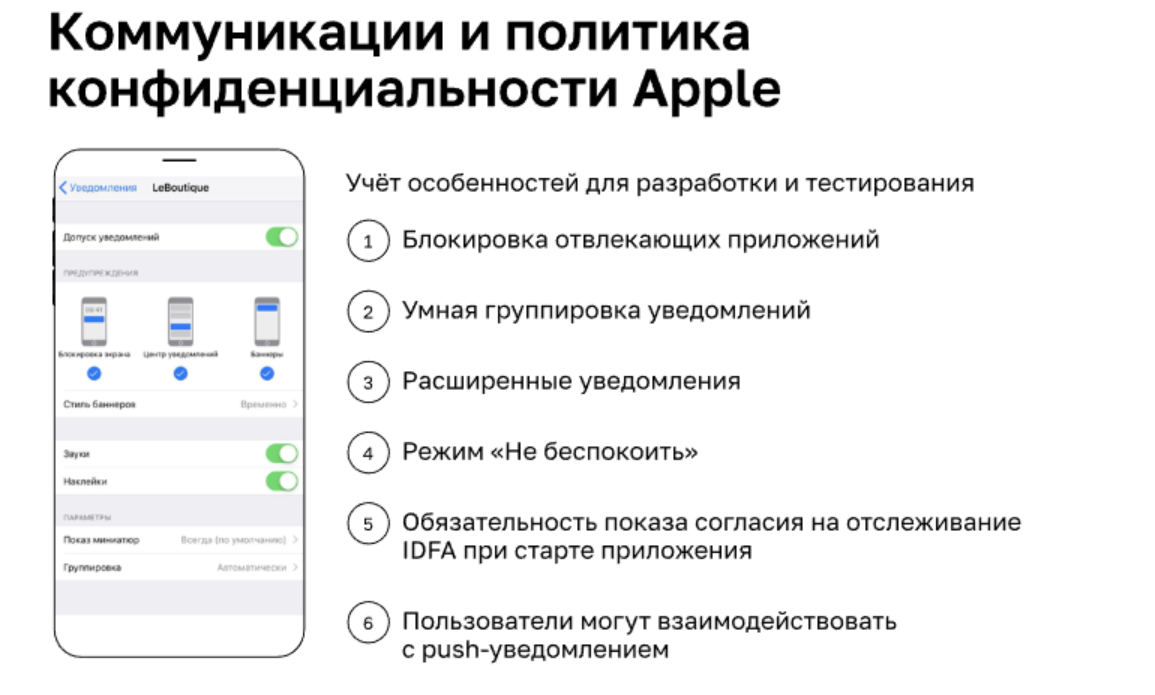 Коммуникации и политика
конфиденциальности Apple
Уведомления LeBoutique
Допуск уведомлений
ПРЕДУПРЕЖДЕНИЯ
09:41
Блокировка экрана Центр уведомлений Баннеры
Стиль баннеров Временно
Звуки
Наклейки
ПАРАМЕТРЫ
Показ миниатюр Всегда (по умолчанию)
Группировка Автоматически
Учёт особенностей для разработки и тестирования
1 Блокировка отвлекающих приложений
2 Умная группировка уведомлений
3 Расширенные уведомления
4 Режим «Не беспокоить»
5 Обязательность показа согласия на отслеживание
IDFA при старте приложения
6 Пользователи могут взаимодействовать
с push-уведомлением